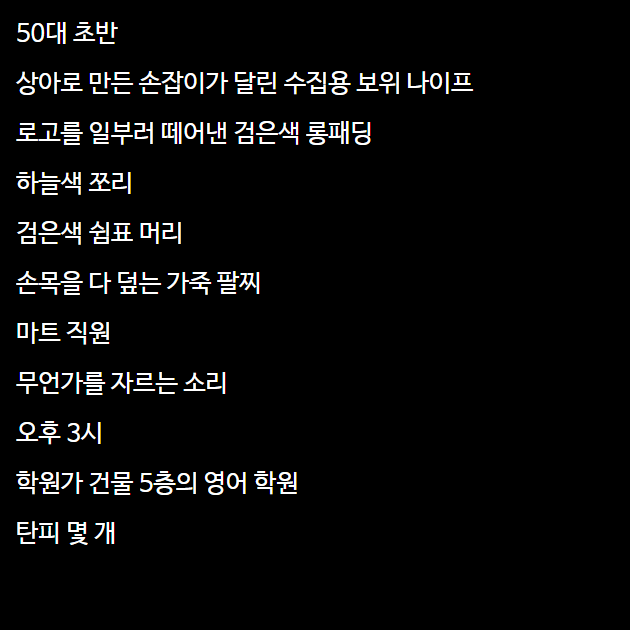 50대 초반
상아로 만든 손잡이가 달린 수집용 보위 나이프
로고를 일부러 떼어낸 검은색 롱패딩
하늘색 쪼리
검은색 쉼표 머리
손목을 다 덮는 가죽 팔찌
마트 직원
무언가를 자르는 소리
오후 3시
학원가 건물 5층의 영어 학원
탄피 몇 개